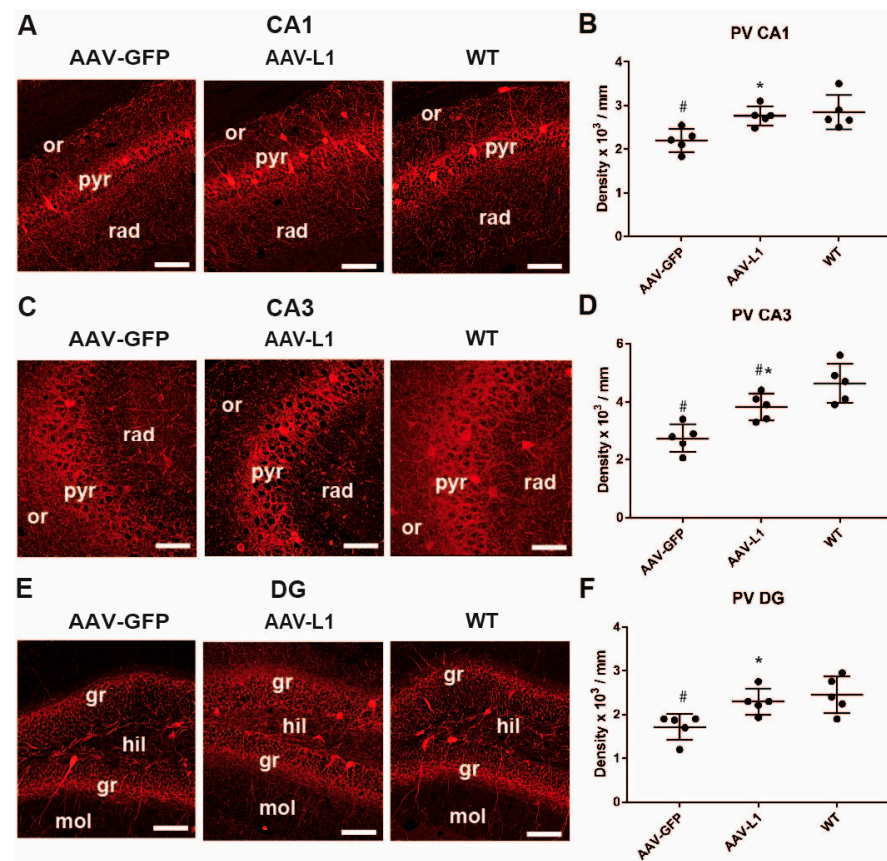 A CA1
AAV-GFP AAV-L1 WT
or pyr rad
or pyr rad
or pyr rad
B PV CA1
Density x 10³ / mm
4
3
2
1
0
# *
AAV-GFP AAV-L1 WT
C CA3
AAV-GFP AAV-L1 WT
rad pyr or
or pyr rad
pyr rad or
D PV CA3
Density x 10³ / mm
6
4
2
0
# #*
AAV-GFP AAV-L1 WT
E DG
AAV-GFP AAV-L1 WT
gr hil gr mol
gr hil gr mol
gr hil gr mol
F PV DG
Density x 10³ / mm
4
3
2
1
0
# *
AAV-GFP AAV-L1 WT